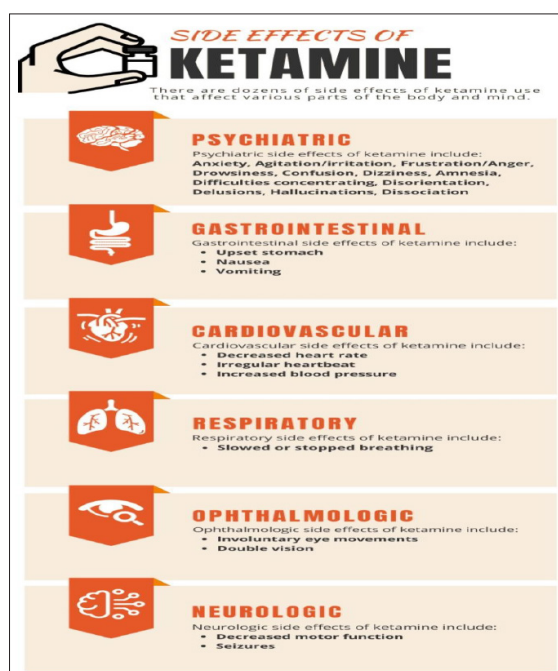 SIDE EFFECTS OF
KETAMINE
There are dozens of side effects of ketamine use
that affect various parts of the body and mind.
PSYCHIATRIC
Psychiatric side effects of ketamine include:
Anxiety, Agitation/irritation, Frustration/Anger,
Drowsiness, Confusion, Dizziness, Amnesia,
Difficulties concentrating, Disorientation,
Delusions, Hallucinations, Dissociation
GASTROINTESTINAL
Gastrointestinal side effects of ketamine include:
• Upset stomach
• Nausea
• Vomiting
CARDIOVASCULAR
Cardiovascular side effects of ketamine include:
• Decreased heart rate
• Irregular heartbeat
• Increased blood pressure
RESPIRATORY
Respiratory side effects of ketamine include:
• Slowed or stopped breathing
OPHTHALMOLOGIC
Ophthalmologic side effects of ketamine include:
• Involuntary eye movements
• Double vision
NEUROLOGIC
Neurologic side effects of ketamine include:
• Decreased motor function
• Seizures